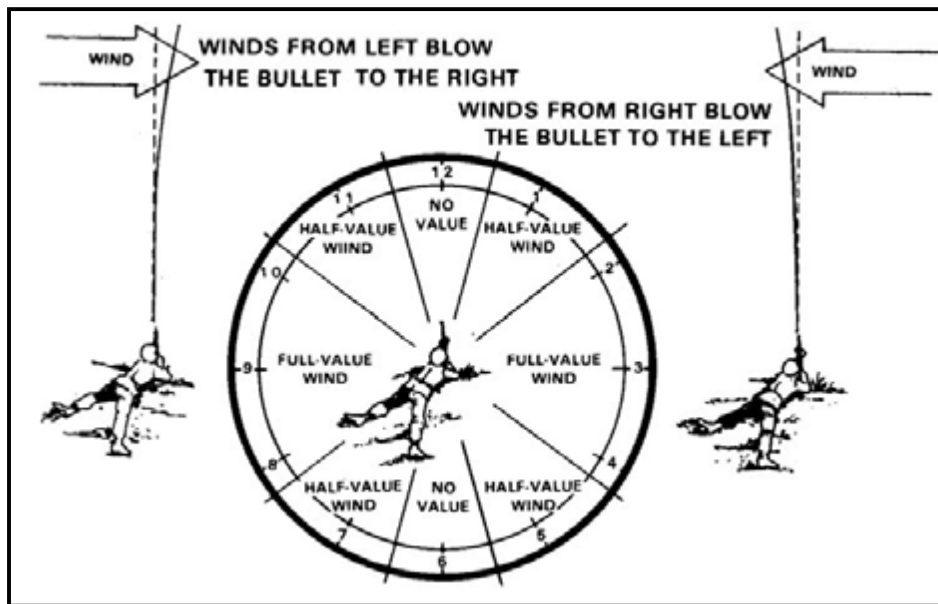 WIND
WINDS FROM LEFT BLOW
THE BULLET TO THE RIGHT
WIND
WINDS FROM RIGHT BLOW
THE BULLET TO THE LEFT
12
11
1
NO
VALUE
HALF-VALUE
WIIND
HALF-VALUE
WIND
10
2
9
FULL-VALUE
WIND
FULL-VALUE
WIND
3
8
4
HALF-VALUE
WIND
NO
VALUE
HALF-VALUE
WIND
7
5
6